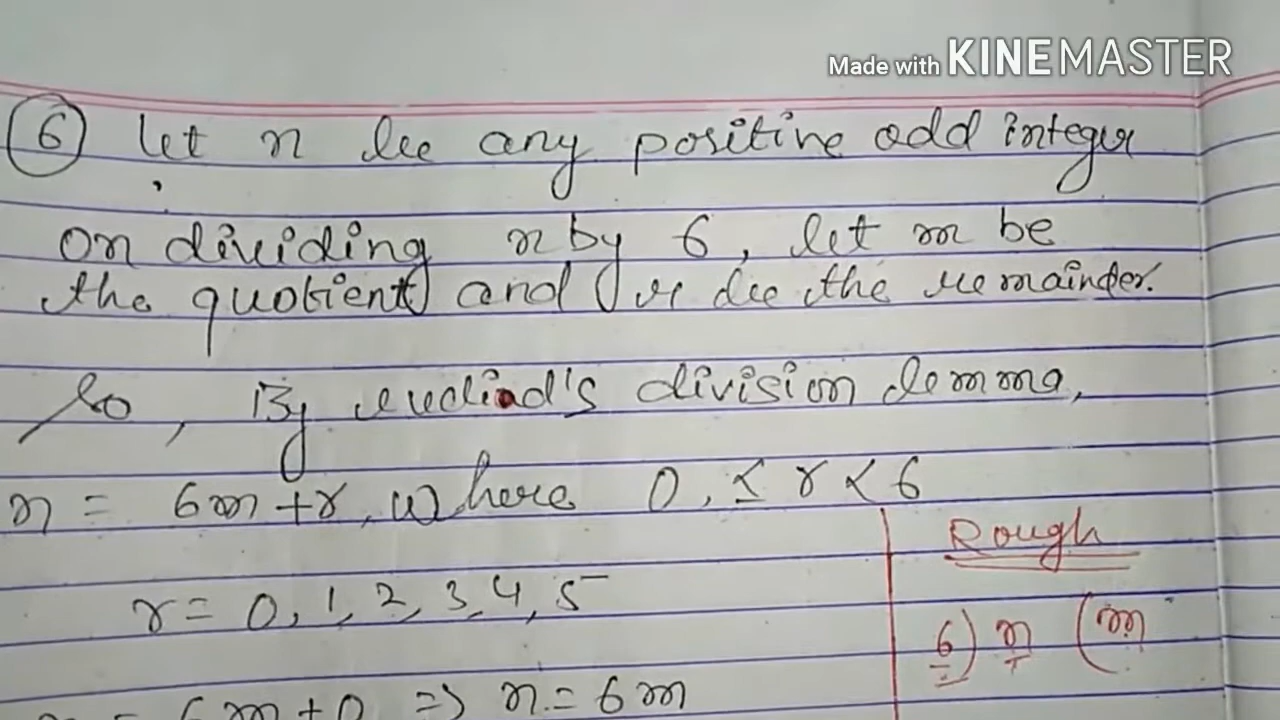 Made with KINEMASTER
6 let n be any positive odd integer
on dividing n by 6, let m be
the quotient and r be the remainder.
So, By euclid's division lemma,
n = 6m + r, where 0 ≤ r < 6
Rough
r = 0, 1, 2, 3, 4, 5
6) n (m
= 6m + 0 => n = 6m